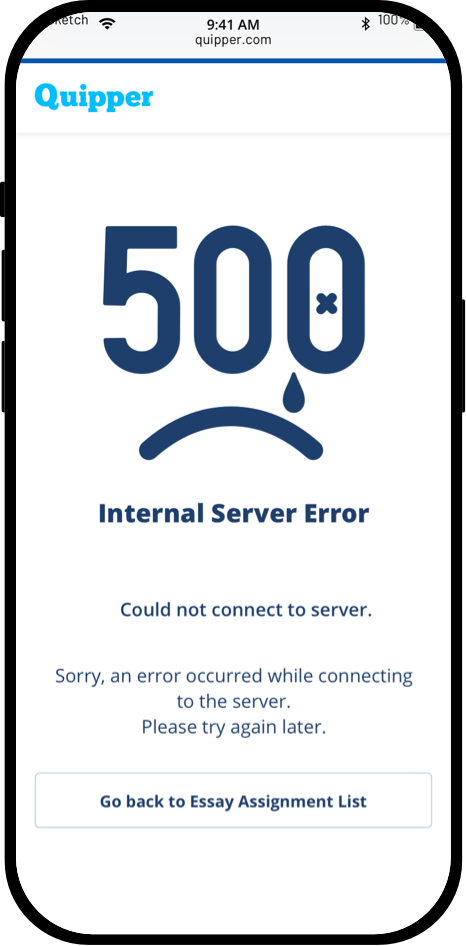 9:41 AM
100%
quipper.com
Quipper
500
Internal Server Error
Could not connect to server.
Sorry, an error occurred while connecting
to the server.
Please try again later.
Go back to Essay Assignment List